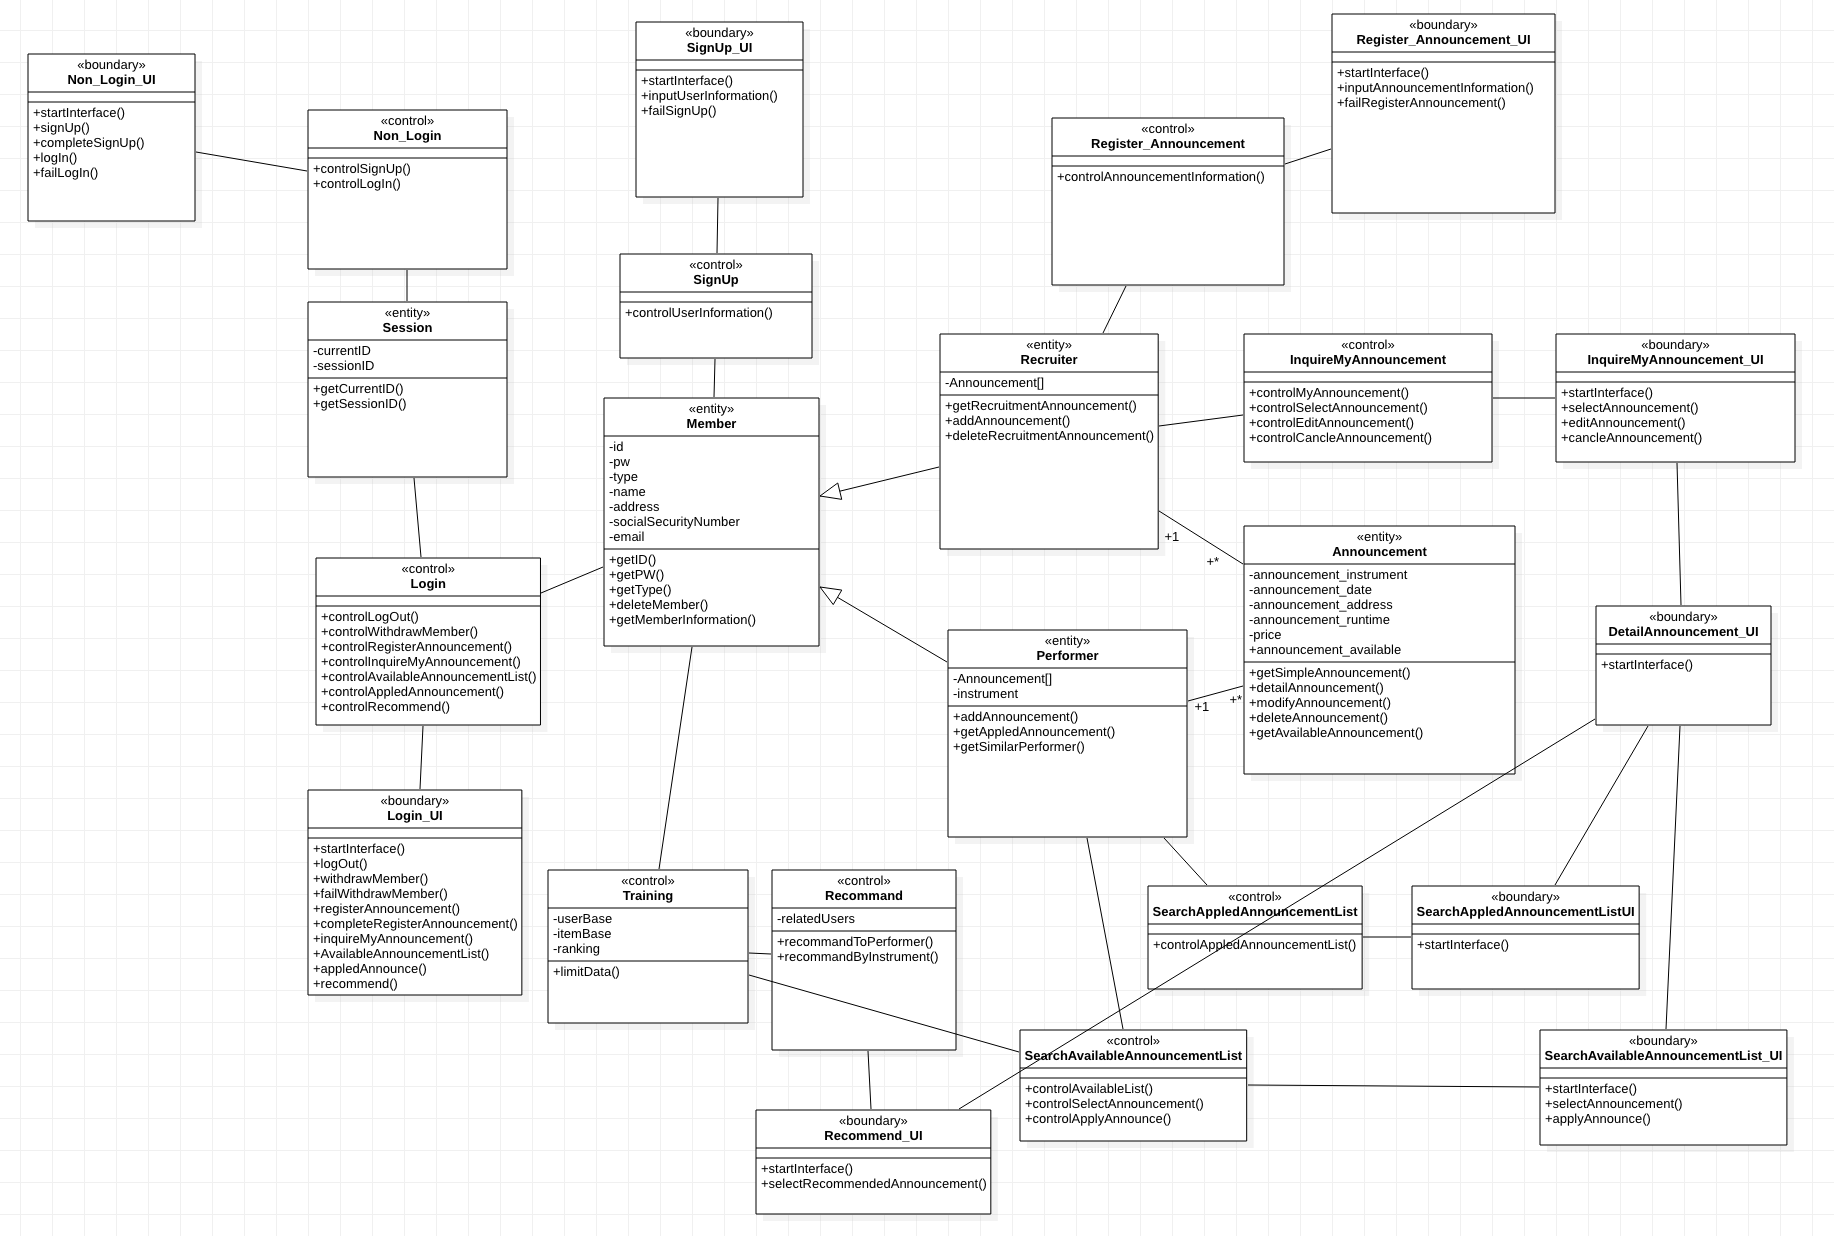 «boundary»
Non_Login_UI
+startInterface()
+signUp()
+completeSignUp()
+logIn()
+failLogIn()
«control»
Non_Login
+controlSignUp()
+controlLogIn()
«entity»
Session
-currentID
-sessionID
+getCurrentID()
+getSessionID()
«control»
Login
+controlLogOut()
+controlWithdrawMember()
+controlRegisterAnnouncement()
+controlInquireMyAnnouncement()
+controlAvailableAnnouncementList()
+controlAppledAnnouncement()
+controlRecommend()
«boundary»
Login_UI
+startInterface()
+logOut()
+withdrawMember()
+failWithdrawMember()
+registerAnnouncement()
+completeRegisterAnnouncement()
+inquireMyAnnouncement()
+AvailableAnnouncementList()
+appledAnnounce()
+recommend()
«boundary»
SignUp_UI
+startInterface()
+inputUserInformation()
+failSignUp()
«control»
SignUp
+controlUserInformation()
«entity»
Member
-id
-pw
-type
-name
-address
-socialSecurityNumber
-email
+getID()
+getPW()
+getType()
+deleteMember()
+getMemberInformation()
«control»
Training
-userBase
-itemBase
-ranking
+limitData()
«control»
Recommand
-relatedUsers
+recommandToPerformer()
+recommandByInstrument()
«boundary»
Recommend_UI
+startInterface()
+selectRecommendedAnnouncement()
«boundary»
Register_Announcement_UI
+startInterface()
+inputAnnouncementInformation()
+failRegisterAnnouncement()
«control»
Register_Announcement
+controlAnnouncementInformation()
«entity»
Recruiter
-Announcement[]
+getRecruitmentAnnouncement()
+addAnnouncement()
+deleteRecruitmentAnnouncement()
«control»
InquireMyAnnouncement
+controlMyAnnouncement()
+controlSelectAnnouncement()
+controlEditAnnouncement()
+controlCancleAnnouncement()
«boundary»
InquireMyAnnouncement_UI
+startInterface()
+selectAnnouncement()
+editAnnouncement()
+cancleAnnouncement()
+1
+*
«entity»
Announcement
-announcement_instrument
-announcement_date
-announcement_address
-announcement_runtime
-price
+announcement_available
+getSimpleAnnouncement()
+detailAnnouncement()
+modifyAnnouncement()
+deleteAnnouncement()
+getAvailableAnnouncement()
«boundary»
DetailAnnouncement_UI
+startInterface()
«entity»
Performer
-Announcement[]
-instrument
+addAnnouncement()
+getAppledAnnouncement()
+getSimilarPerformer()
+1
+*
«control»
SearchAppledAnnouncementList
+controlAppledAnnouncementList()
«boundary»
SearchAppledAnnouncementListUI
+startInterface()
«control»
SearchAvailableAnnouncementList
+controlAvailableList()
+controlSelectAnnouncement()
+controlApplyAnnounce()
«boundary»
SearchAvailableAnnouncementList_UI
+startInterface()
+selectAnnouncement()
+applyAnnounce()